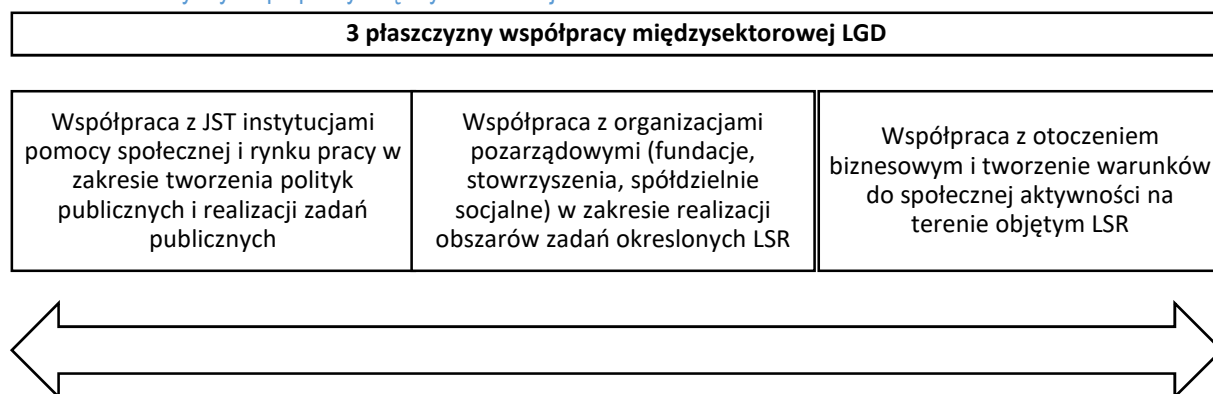 3 płaszczyzny współpracy międzysektorowej LGD
Współpraca z JST instytucjami
pomocy społecznej i rynku pracy w
zakresie tworzenia polityk
publicznych i realizacji zadań
publicznych
Współpraca z organizacjami
pozarządowymi (fundacje,
stowrzyszenia, spółdzielnie
socjalne) w zakresie realizacji
obszarów zadań okreslonych LSR
Współpraca z otoczeniem
biznesowym i tworzenie warunków
do społecznej aktywności na
terenie objętym LSR